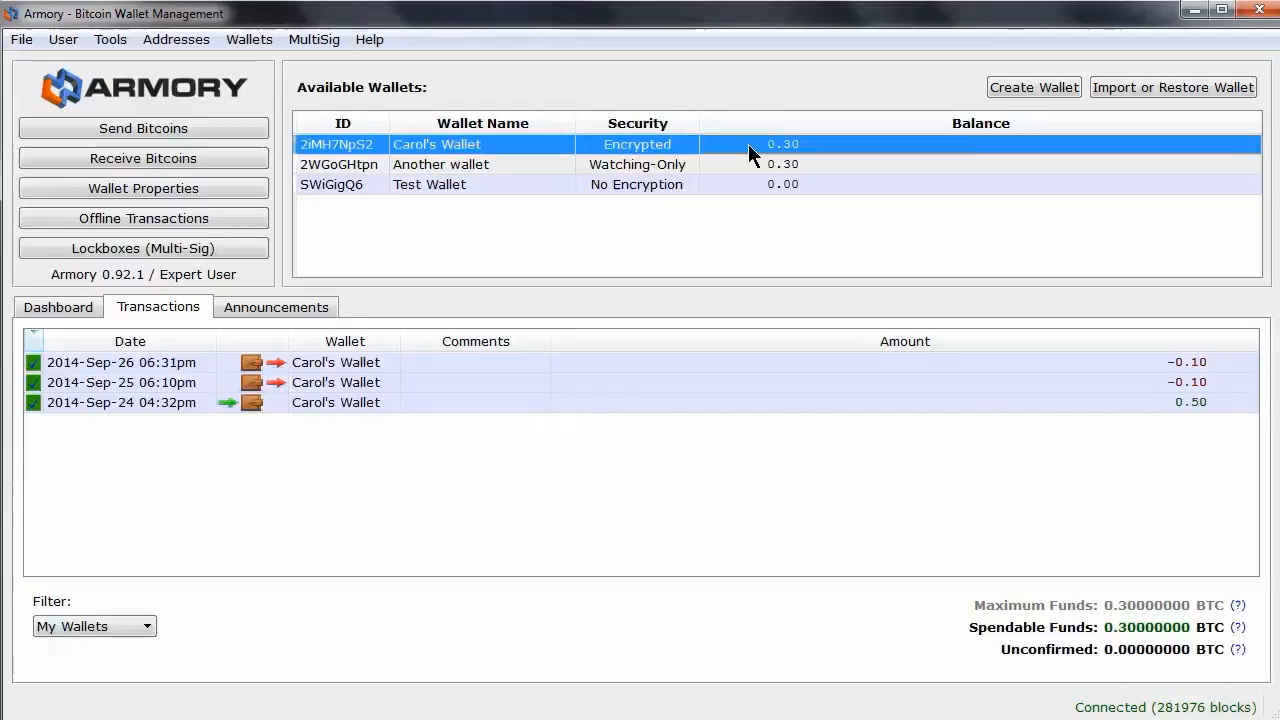 Armory - Bitcoin Wallet Management
File User Tools Addresses Wallets MultiSig Help
ARMORY
Send Bitcoins
Receive Bitcoins
Wallet Properties
Offline Transactions
Lockboxes (Multi-Sig)
Armory 0.92.1 / Expert User
Available Wallets: Create Wallet Import or Restore Wallet
ID Wallet Name Security Balance
2iMH7NpS2 Carol's Wallet Encrypted 0.30
2WGoGHtpn Another wallet Watching-Only 0.30
SWiGigQ6 Test Wallet No Encryption 0.00
Dashboard Transactions Announcements
Date Wallet Comments Amount
2014-Sep-26 06:31pm Carol's Wallet -0.10
2014-Sep-25 06:10pm Carol's Wallet -0.10
2014-Sep-24 04:32pm Carol's Wallet 0.50
Filter:
My Wallets
Maximum Funds: 0.30000000 BTC (?)
Spendable Funds: 0.30000000 BTC (?)
Unconfirmed: 0.00000000 BTC (?)
Connected (281976 blocks)